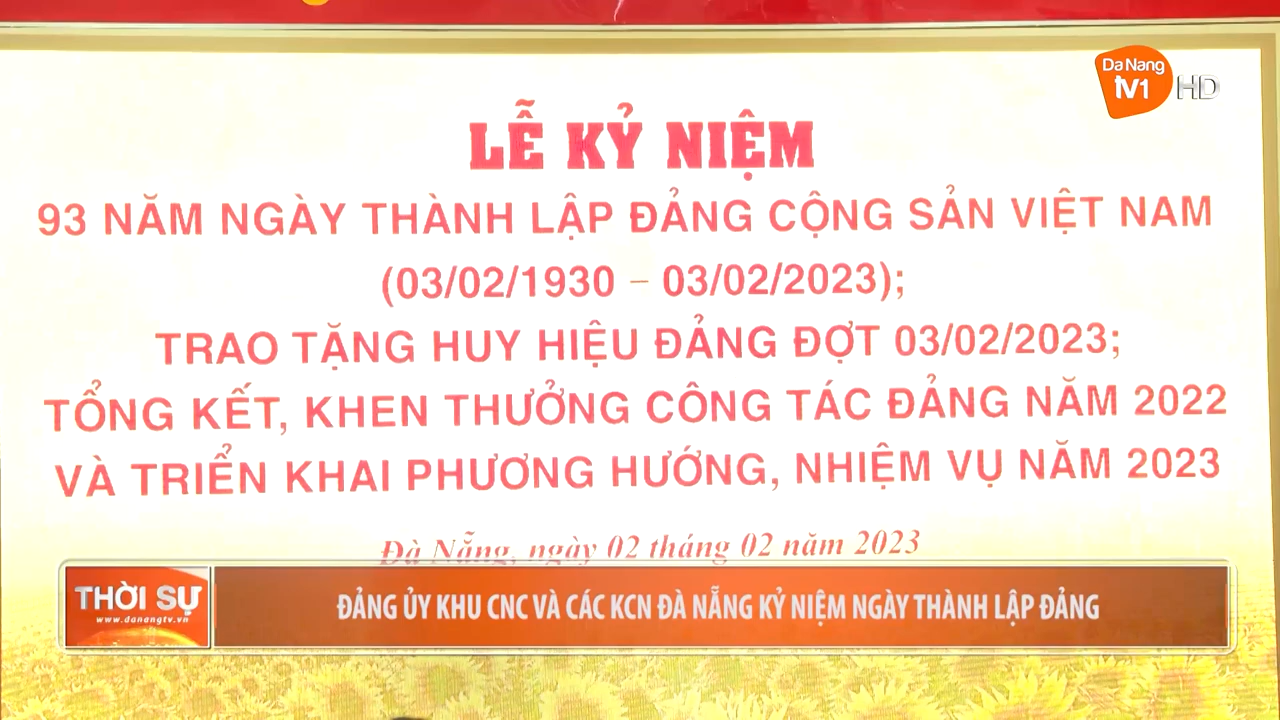 Da Nang
TV1 HD
LỄ KỶ NIỆM
93 NĂM NGÀY THÀNH LẬP ĐẢNG CỘNG SẢN VIỆT NAM
(03/02/1930 – 03/02/2023);
TRAO TẶNG HUY HIỆU ĐẢNG ĐỢT 03/02/2023;
TỔNG KẾT, KHEN THƯỞNG CÔNG TÁC ĐẢNG NĂM 2022
VÀ TRIỂN KHAI PHƯƠNG HƯỚNG, NHIỆM VỤ NĂM 2023
Đà Nẵng, ngày 02 tháng 02 năm 2023
THỜI SỰ
www.danangtv.vn
ĐẢNG ỦY KHU CNC VÀ CÁC KCN ĐÀ NẴNG KỶ NIỆM NGÀY THÀNH LẬP ĐẢNG